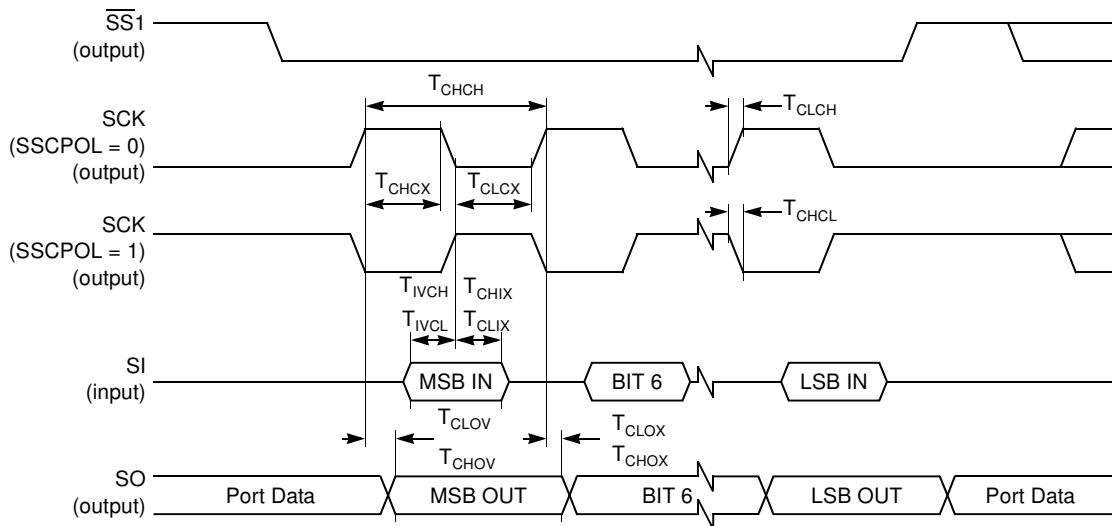 SS1
(output)
T_CHCH
T_CLCH
SCK
(SSCPOL = 0)
(output)
T_CHCX
T_CLCX
SCK
(SSCPOL = 1)
(output)
T_CHCL
T_IVCH
T_CHIX
T_IVCL
T_CLIX
SI
(input)
MSB IN
BIT 6
LSB IN
T_CLOV
T_CLOX
T_CHOV
T_CHOX
SO
(output)
Port Data
MSB OUT
BIT 6
LSB OUT
Port Data